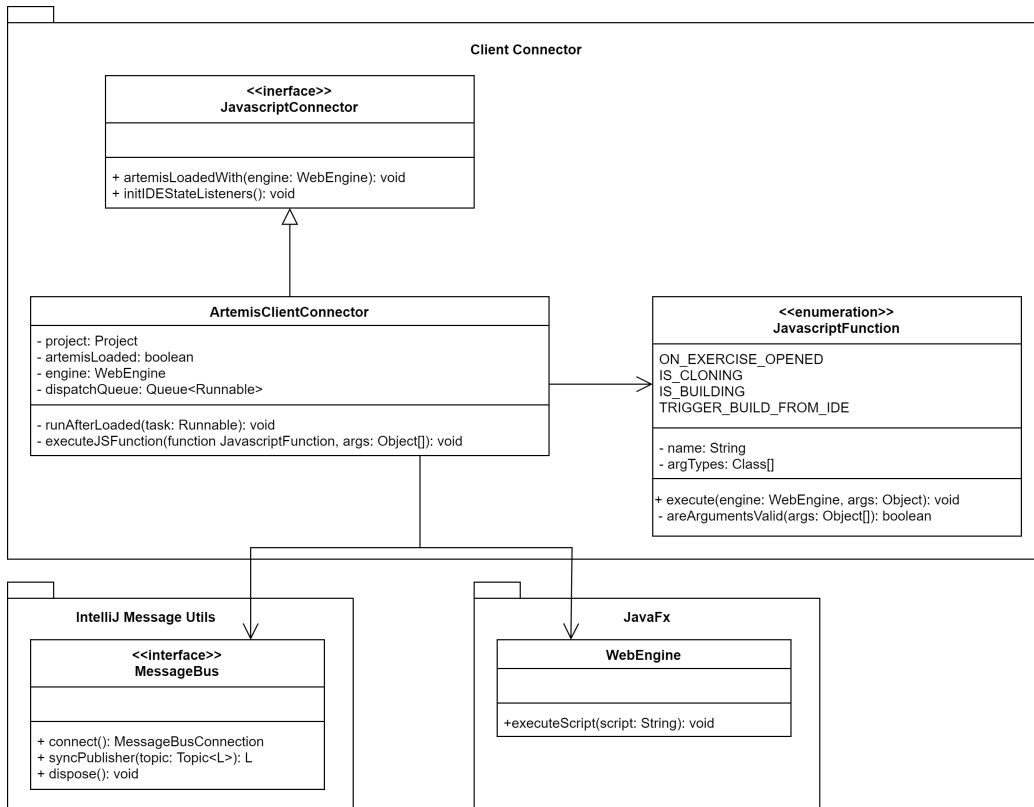 Client Connector
<<inerface>>
JavascriptConnector
+ artemisLoadedWith(engine: WebEngine): void
+ initIDEStateListeners(): void
ArtemisClientConnector
- project: Project
- artemisLoaded: boolean
- engine: WebEngine
- dispatchQueue: Queue<Runnable>
- runAfterLoaded(task: Runnable): void
- executeJSFunction(function JavascriptFunction, args: Object[]): void
<<enumeration>>
JavascriptFunction
ON_EXERCISE_OPENED
IS_CLONING
IS_BUILDING
TRIGGER_BUILD_FROM_IDE
- name: String
- argTypes: Class[]
+ execute(engine: WebEngine, args: Object): void
- areArgumentsValid(args: Object[]): boolean
IntelliJ Message Utils
<<interface>>
MessageBus
+ connect(): MessageBusConnection
+ syncPublisher(topic: Topic<L>): L
+ dispose(): void
JavaFx
WebEngine
+executeScript(script: String): void